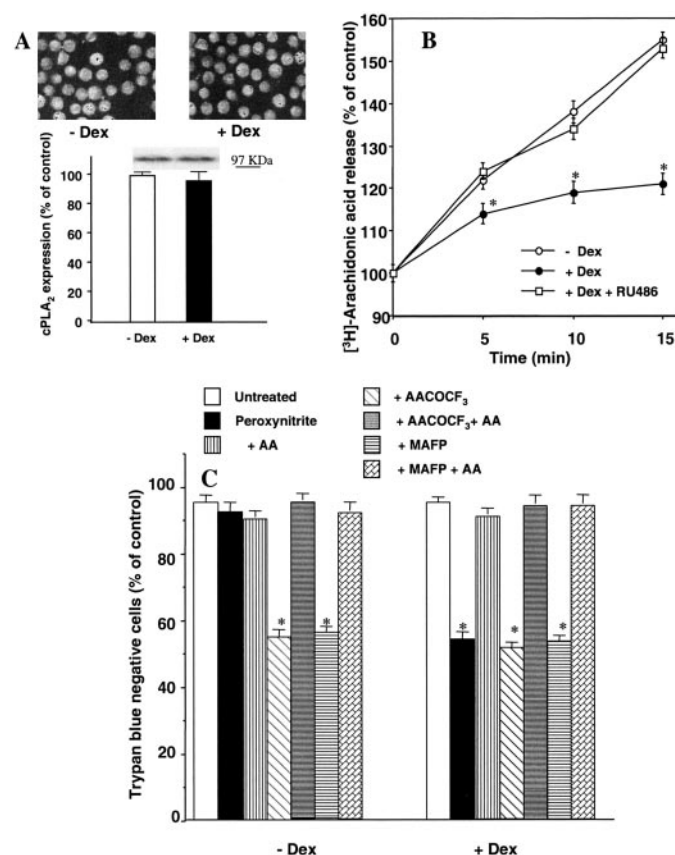 A
- Dex
+ Dex
97 KDa
cPLA₂ expression (% of control)
100
80
60
40
20
0
- Dex
+ Dex
B
[³H]-Arachidonic acid release (% of control)
160
150
140
130
120
110
100
90
*
*
*
- Dex
+ Dex
+ Dex + RU486
0
5
10
15
Time (min)
Untreated
Peroxynitrite
+ AA
+ AACOCF₃
+ AACOCF₃+ AA
+ MAFP
+ MAFP + AA
C
Trypan blue negative cells (% of control)
100
80
60
40
20
0
*
*
*
*
*
- Dex
+ Dex